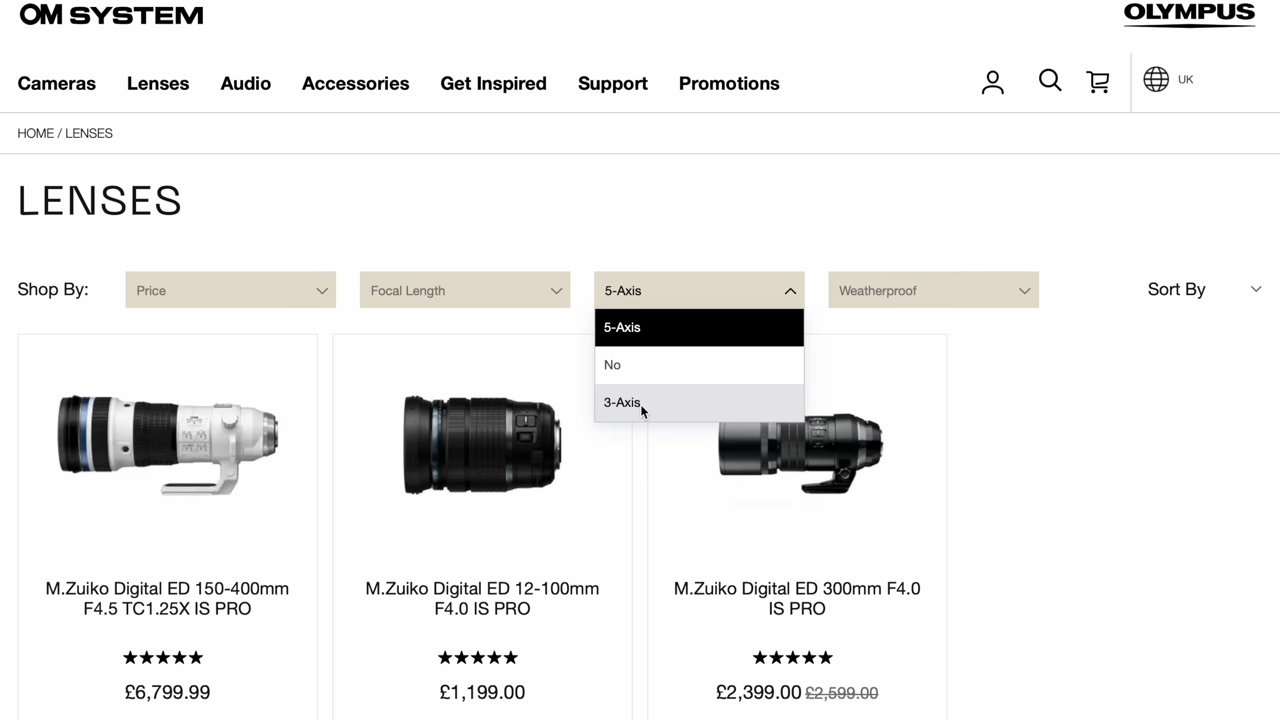 OM SYSTEM
OLYMPUS
Cameras Lenses Audio Accessories Get Inspired Support Promotions
UK
HOME / LENSES
LENSES
Shop By: Price Focal Length 5-Axis Weatherproof Sort By
5-Axis
No
3-Axis
M.Zuiko Digital ED 150-400mm
F4.5 TC1.25X IS PRO
£6,799.99
M.Zuiko Digital ED 12-100mm
F4.0 IS PRO
£1,199.00
M.Zuiko Digital ED 300mm F4.0
IS PRO
£2,399.00 £2,599.00